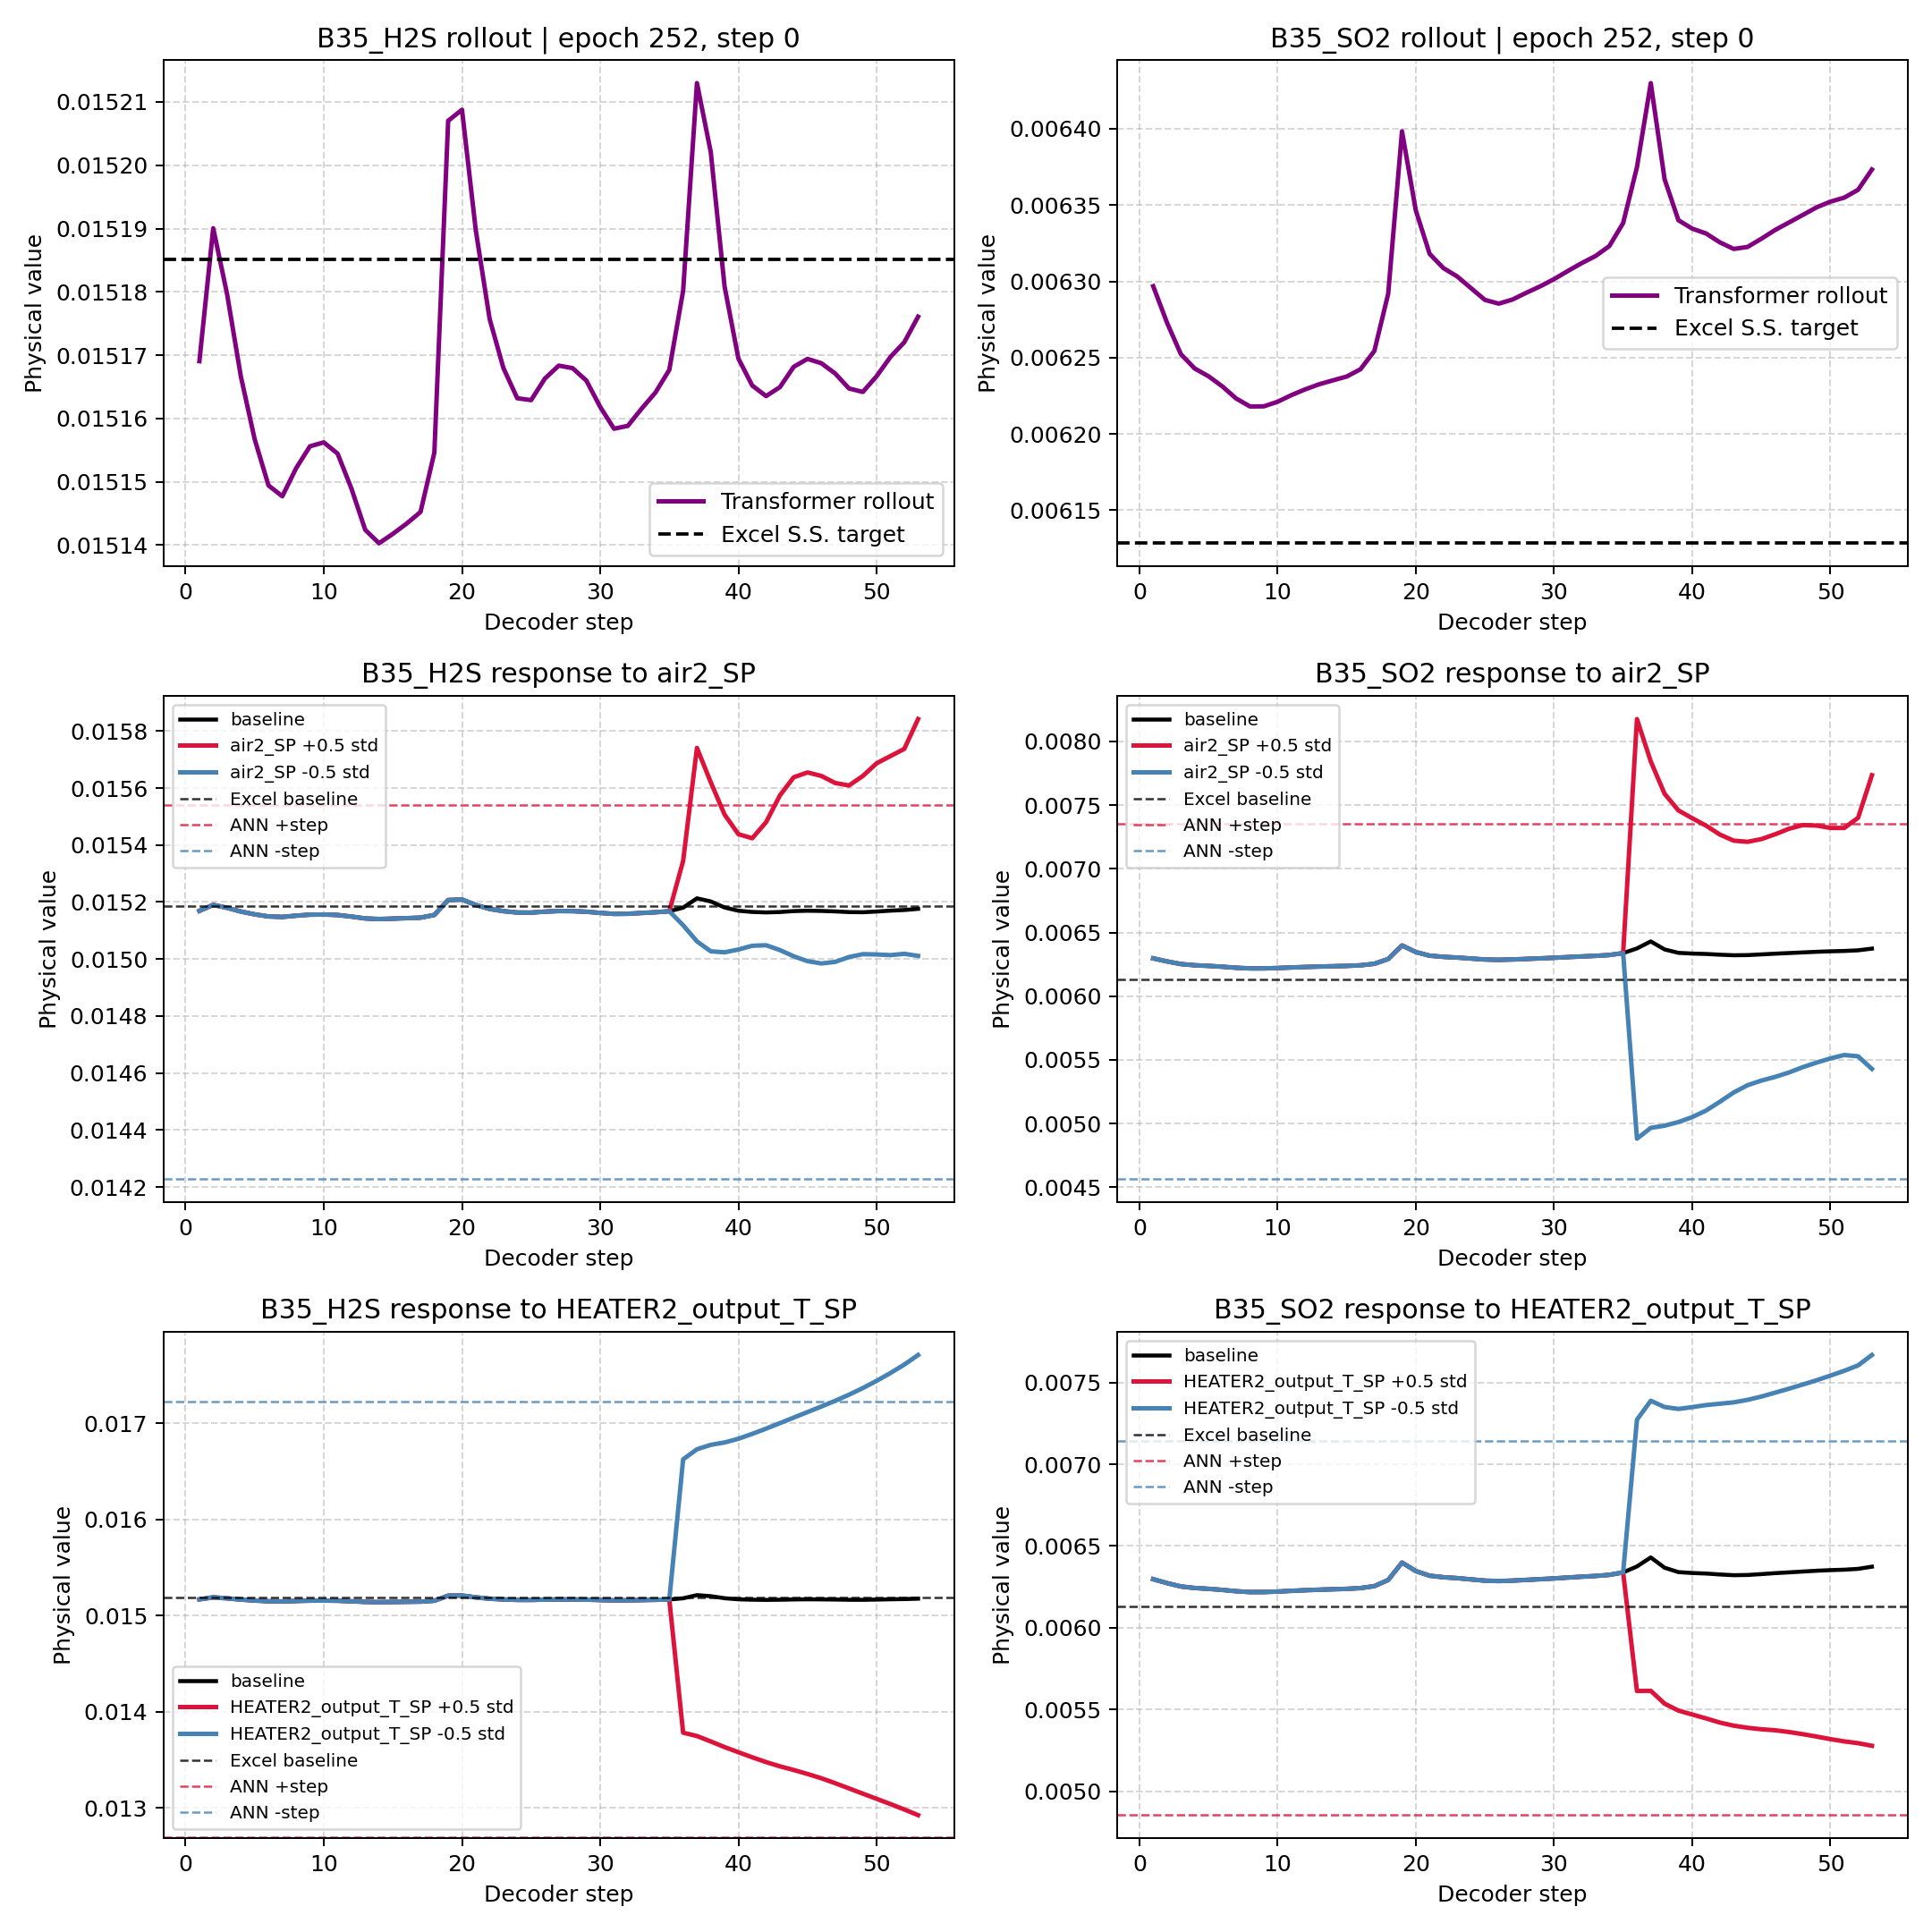 B35_H2S rollout | epoch 252, step 0
Physical value
0.01521
0.01520
0.01519
0.01518
0.01517
0.01516
0.01515
0.01514
Transformer rollout
Excel S.S. target
0 10 20 30 40 50
Decoder step
B35_SO2 rollout | epoch 252, step 0
Physical value
0.00640
0.00635
0.00630
0.00625
0.00620
0.00615
Transformer rollout
Excel S.S. target
0 10 20 30 40 50
Decoder step
B35_H2S response to air2_SP
Physical value
0.0158
0.0156
0.0154
0.0152
0.0150
0.0148
0.0146
0.0144
0.0142
baseline
air2_SP +0.5 std
air2_SP -0.5 std
Excel baseline
ANN +step
ANN -step
0 10 20 30 40 50
Decoder step
B35_SO2 response to air2_SP
Physical value
0.0080
0.0075
0.0070
0.0065
0.0060
0.0055
0.0050
0.0045
baseline
air2_SP +0.5 std
air2_SP -0.5 std
Excel baseline
ANN +step
ANN -step
0 10 20 30 40 50
Decoder step
B35_H2S response to HEATER2_output_T_SP
Physical value
0.017
0.016
0.015
0.014
0.013
baseline
HEATER2_output_T_SP +0.5 std
HEATER2_output_T_SP -0.5 std
Excel baseline
ANN +step
ANN -step
0 10 20 30 40 50
Decoder step
B35_SO2 response to HEATER2_output_T_SP
Physical value
0.0075
0.0070
0.0065
0.0060
0.0055
0.0050
baseline
HEATER2_output_T_SP +0.5 std
HEATER2_output_T_SP -0.5 std
Excel baseline
ANN +step
ANN -step
0 10 20 30 40 50
Decoder step